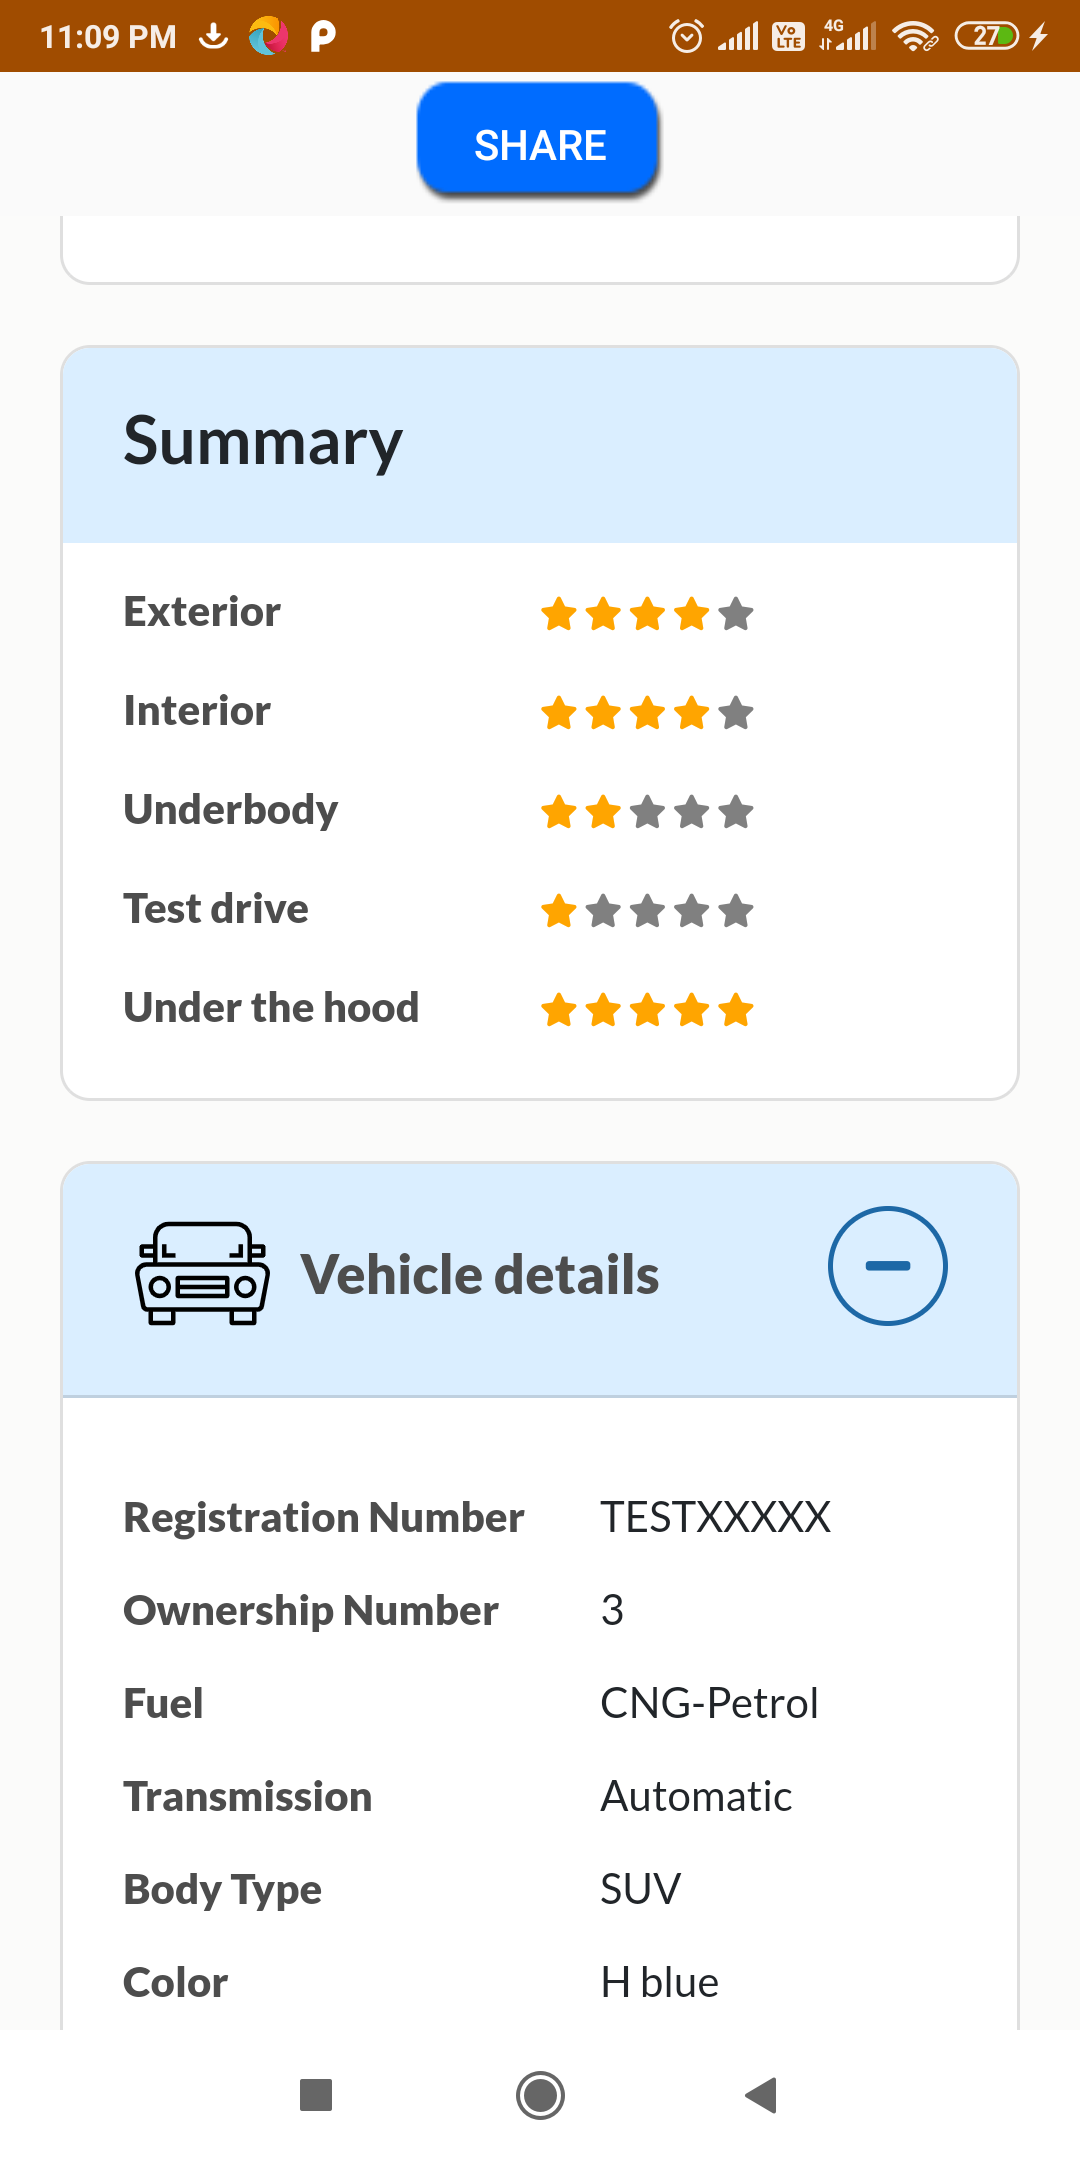 11:09 PM Vo LTE 4G 27
SHARE
Summary
Exterior
Interior
Underbody
Test drive
Under the hood
Vehicle details
Registration Number TESTXXXXX
Ownership Number 3
Fuel CNG-Petrol
Transmission Automatic
Body Type SUV
Color H blue